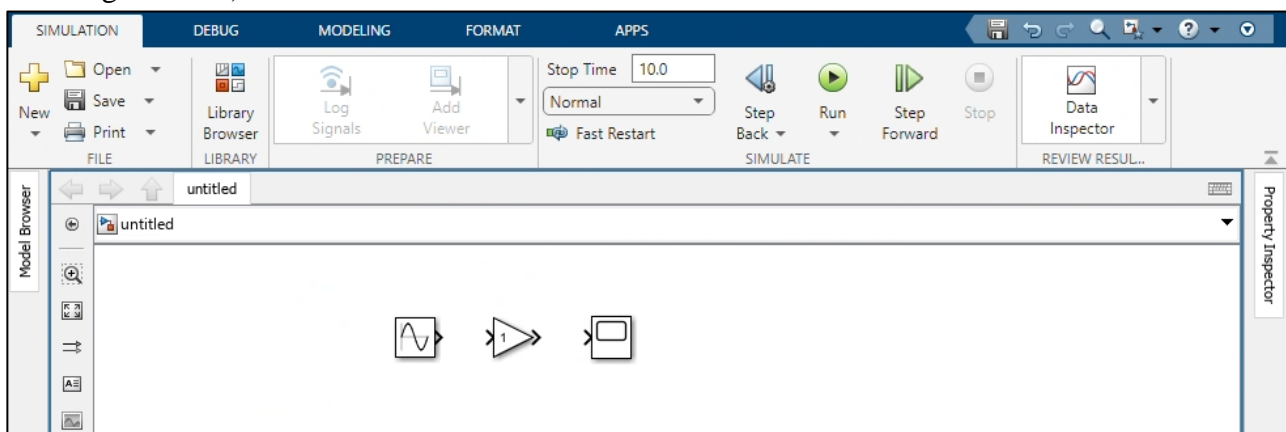 SIMULATION DEBUG MODELING FORMAT APPS
New
Open
Save
Print
FILE
Library
Browser
LIBRARY
Log
Signals
Add
Viewer
PREPARE
Stop Time 10.0
Normal
Fast Restart
Step
Back
Run
Step
Forward
Stop
SIMULATE
Data
Inspector
REVIEW RESUL...
Model Browser
untitled
untitled
1
Property Inspector